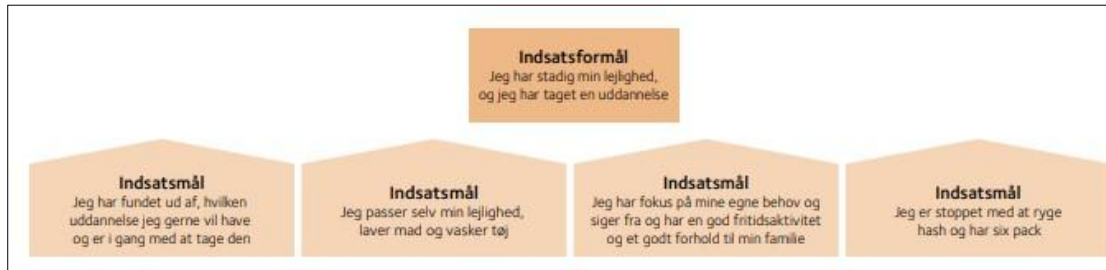 Indsatsformål
Jeg har stadig min lejlighed,
og jeg har taget en uddannelse
Indsatsmål
Jeg har fundet ud af, hvilken
uddannelse jeg gerne vil have
og er i gang med at tage den
Indsatsmål
Jeg passer selv min lejlighed,
laver mad og vasker tøj
Indsatsmål
Jeg har fokus på mine egne behov og
siger fra og har en god fritidsaktivitet
og et godt forhold til min familie
Indsatsmål
Jeg er stoppet med at ryge
hash og har six pack